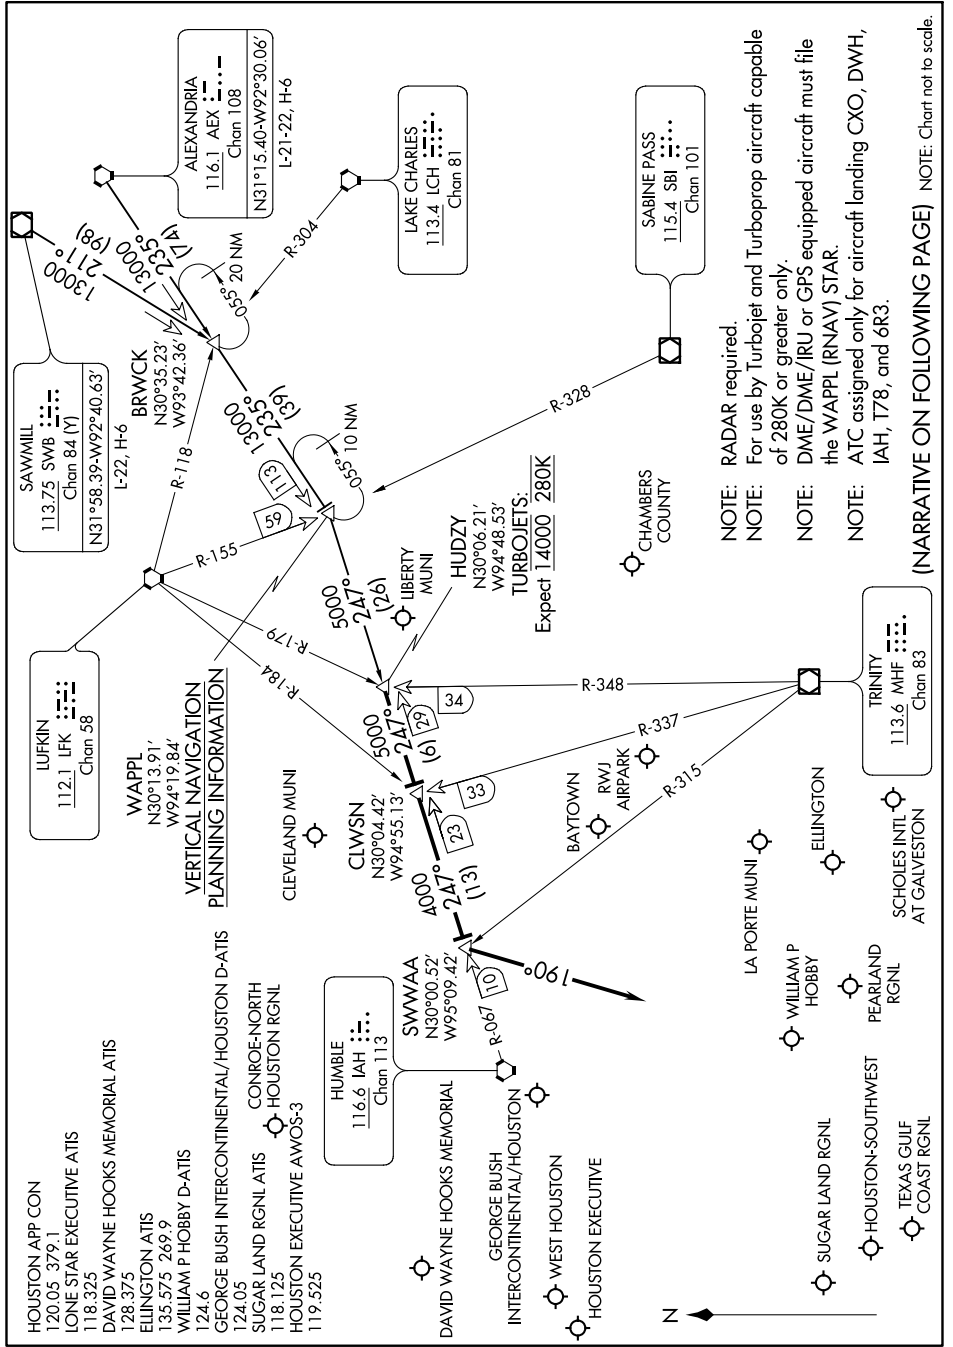 HOUSTON APP CON
120.05 379.1
LONE STAR EXECUTIVE ATIS
118.325
DAVID WAYNE HOOKS MEMORIAL ATIS
128.375
ELLINGTON ATIS
135.575 269.9
WILLIAM P HOBBY D-ATIS
124.6
GEORGE BUSH INTERCONTINENTAL/HOUSTON D-ATIS
124.05
SUGAR LAND RGNL ATIS
118.125
HOUSTON EXECUTIVE AWOS-3
119.525
CONROE-NORTH
HOUSTON RGNL
LUFKIN
112.1 LFK
Chan 58
SAWMILL
113.75 SWB
Chan 84 (Y)
N31°58.39-W92°40.63'
L-22, H-6
ALEXANDRIA
116.1 AEX
Chan 108
N31°15.40-W92°30.06'
L-21-22, H-6
LAKE CHARLES
113.4 LCH
Chan 81
SABINE PASS
115.4 SBI
Chan 101
HUMBLE
116.6 IAH
Chan 113
TRINITY
113.6 MHF
Chan 83
13000
211°
(98)
13000
235°
(74)
055°
20 NM
R-304
BRWCK
N30°35.23'
W93°42.36'
R-118
13000
235°
(39)
113
59
R-155
055°
10 NM
R-328
WAPPL
N30°13.91'
W94°19.84'
VERTICAL NAVIGATION
PLANNING INFORMATION
5000
247°
(26)
R-179
R-184
HUDZY
N30°06.21'
W94°48.53'
TURBOJETS:
Expect 14000 280K
29
34
R-348
5000
247°
(6)
CLWSN
N30°04.42'
W94°55.13'
23
33
R-337
4000
247°
(13)
SWWAA
N30°00.52'
W95°09.42'
10
R-067
R-315
190°
CLEVELAND MUNI
LIBERTY
MUNI
CHAMBERS
COUNTY
BAYTOWN
RWJ
AIRPARK
LA PORTE MUNI
ELLINGTON
SCHOLES INTL
AT GALVESTON
WILLIAM P
HOBBY
PEARLAND
RGNL
DAVID WAYNE HOOKS MEMORIAL
GEORGE BUSH
INTERCONTINENTAL/HOUSTON
WEST HOUSTON
HOUSTON EXECUTIVE
SUGAR LAND RGNL
HOUSTON-SOUTHWEST
TEXAS GULF
COAST RGNL
N
NOTE: RADAR required.
NOTE: For use by Turbojet and Turboprop aircraft capable
of 280K or greater only.
NOTE: DME/DME/IRU or GPS equipped aircraft must file
the WAPPL (RNAV) STAR.
NOTE: ATC assigned only for aircraft landing CXO, DWH,
IAH, T78, and 6R3.
(NARRATIVE ON FOLLOWING PAGE) NOTE: Chart not to scale.